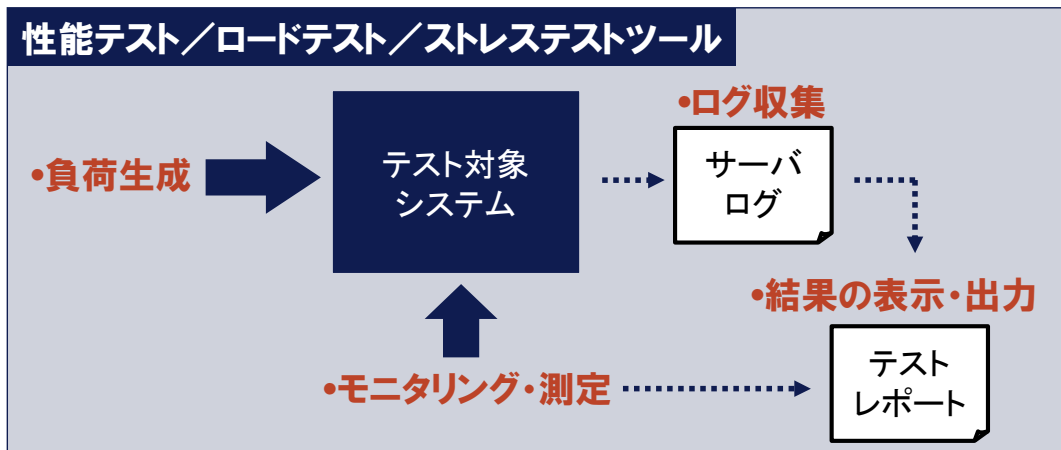 性能テスト／ロードテスト／ストレステストツール
•ログ収集
•負荷生成
テスト対象
システム
サーバ
ログ
•結果の表示・出力
•モニタリング・測定
テスト
レポート